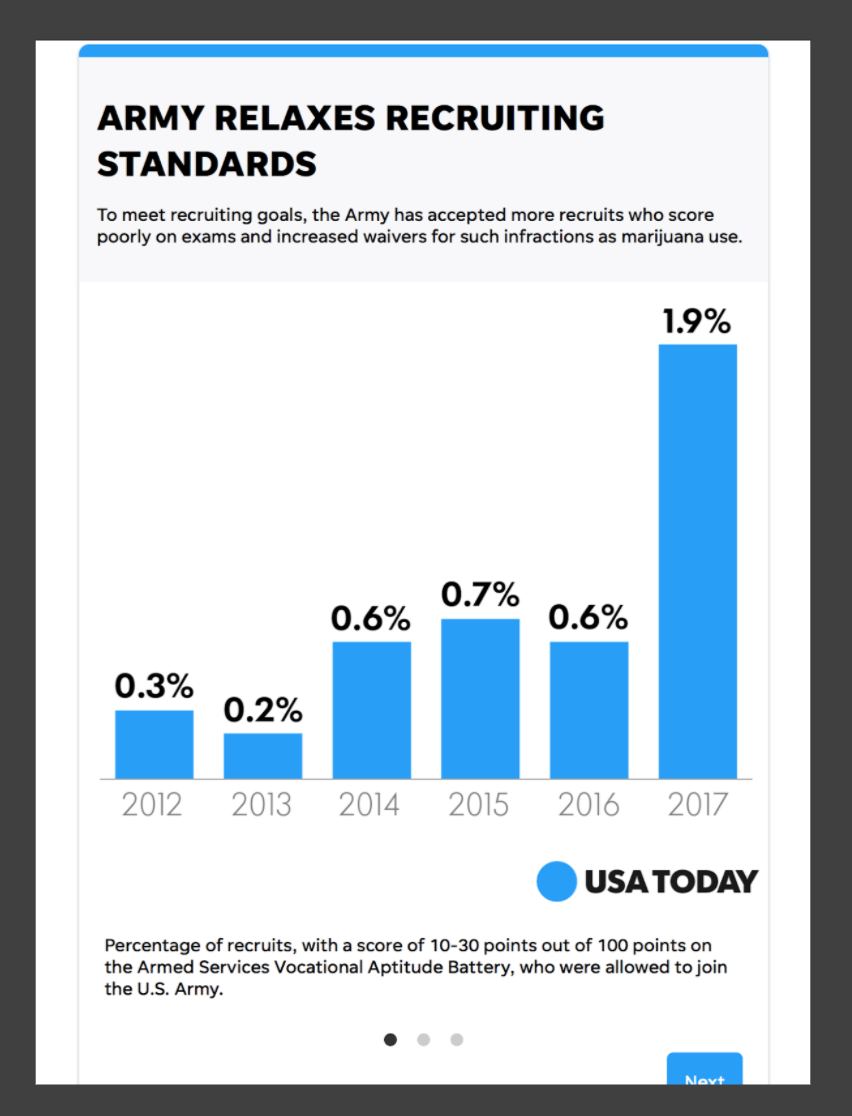 ARMY RELAXES RECRUITING
STANDARDS
To meet recruiting goals, the Army has accepted more recruits who score
poorly on exams and increased waivers for such infractions as marijuana use.
1.9%
0.7%
0.6%
0.6%
0.3%
0.2%
2012 2013 2014 2015 2016 2017
USA TODAY
Percentage of recruits, with a score of 10-30 points out of 100 points on
the Armed Services Vocational Aptitude Battery, who were allowed to join
the U.S. Army.
Next